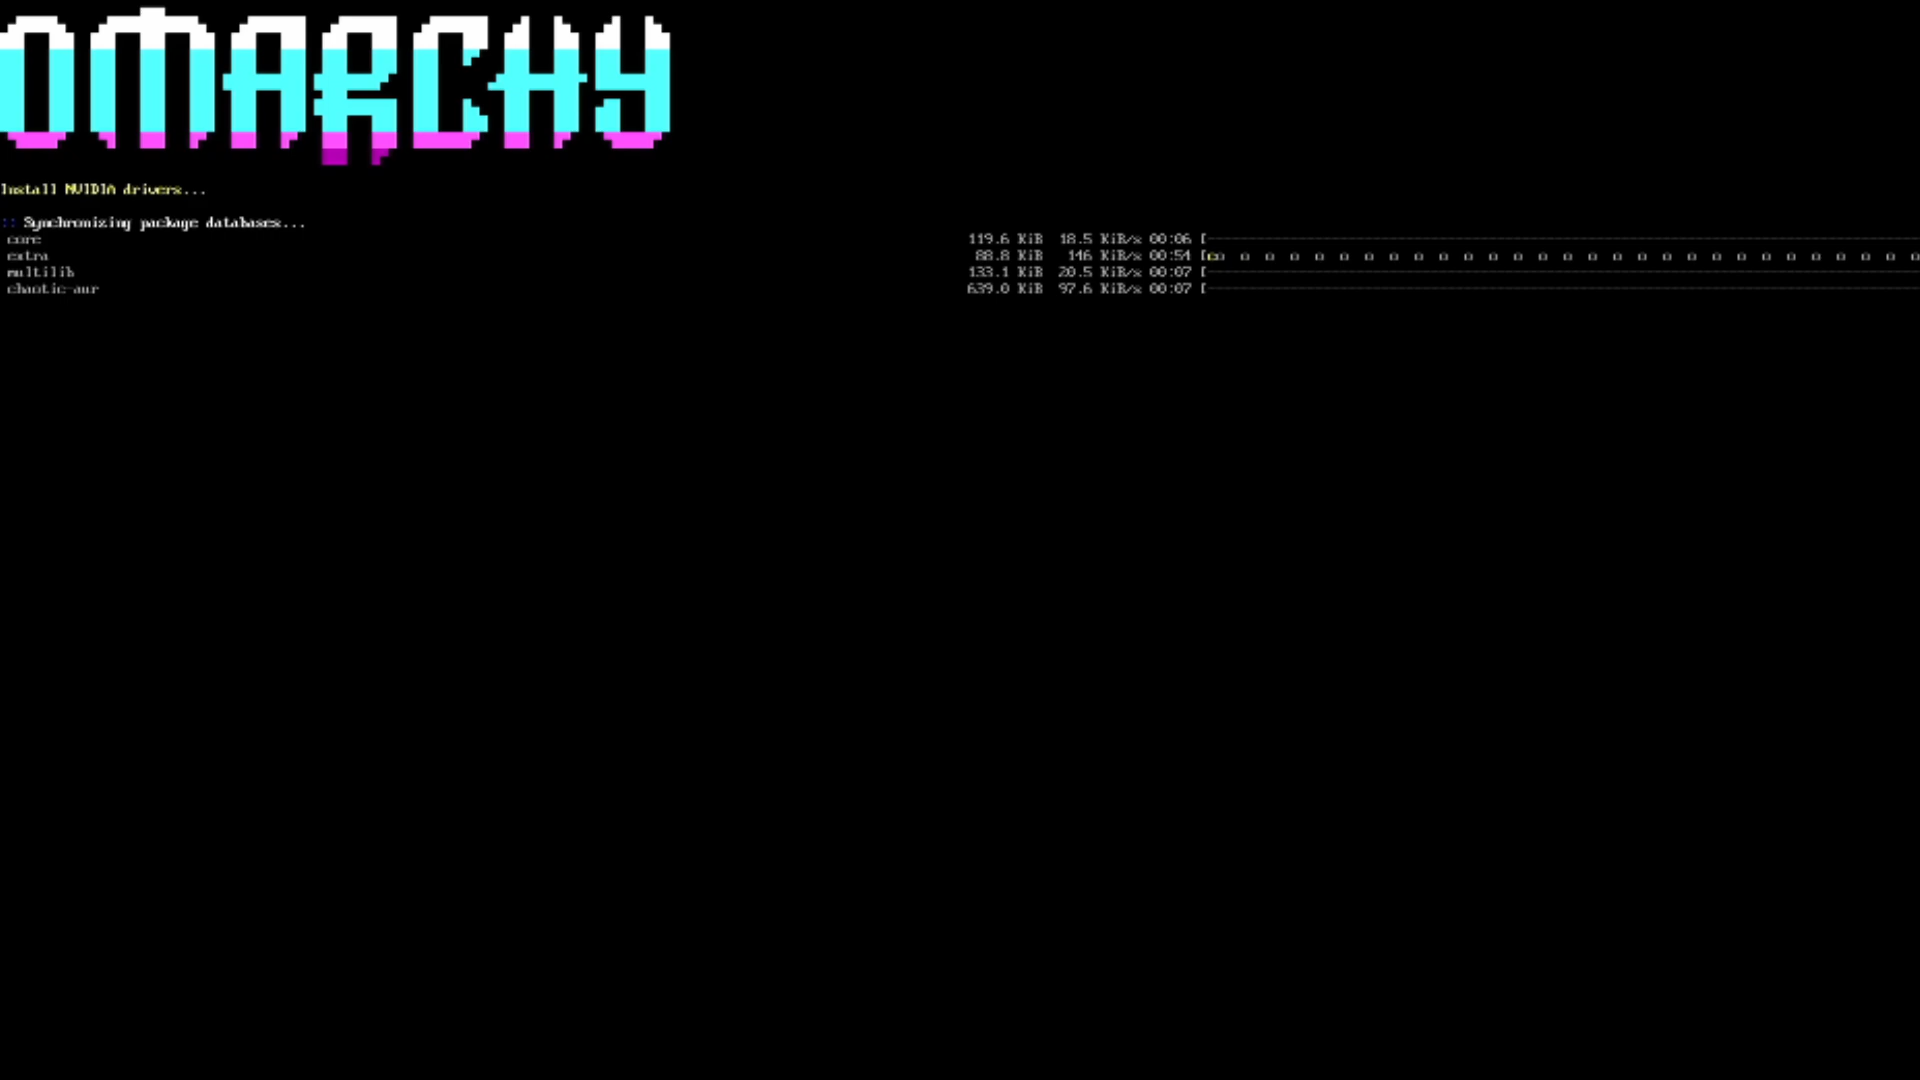 OMARCHY
Install NVIDIA drivers...
:: Synchronizing package databases...
core 119.6 KiB 18.5 KiB/s 00:06 [
extra 88.8 KiB 146 KiB/s 00:54 [
multilib 133.1 KiB 20.5 KiB/s 00:07 [
chaotic-aur 639.0 KiB 97.6 KiB/s 00:07 [